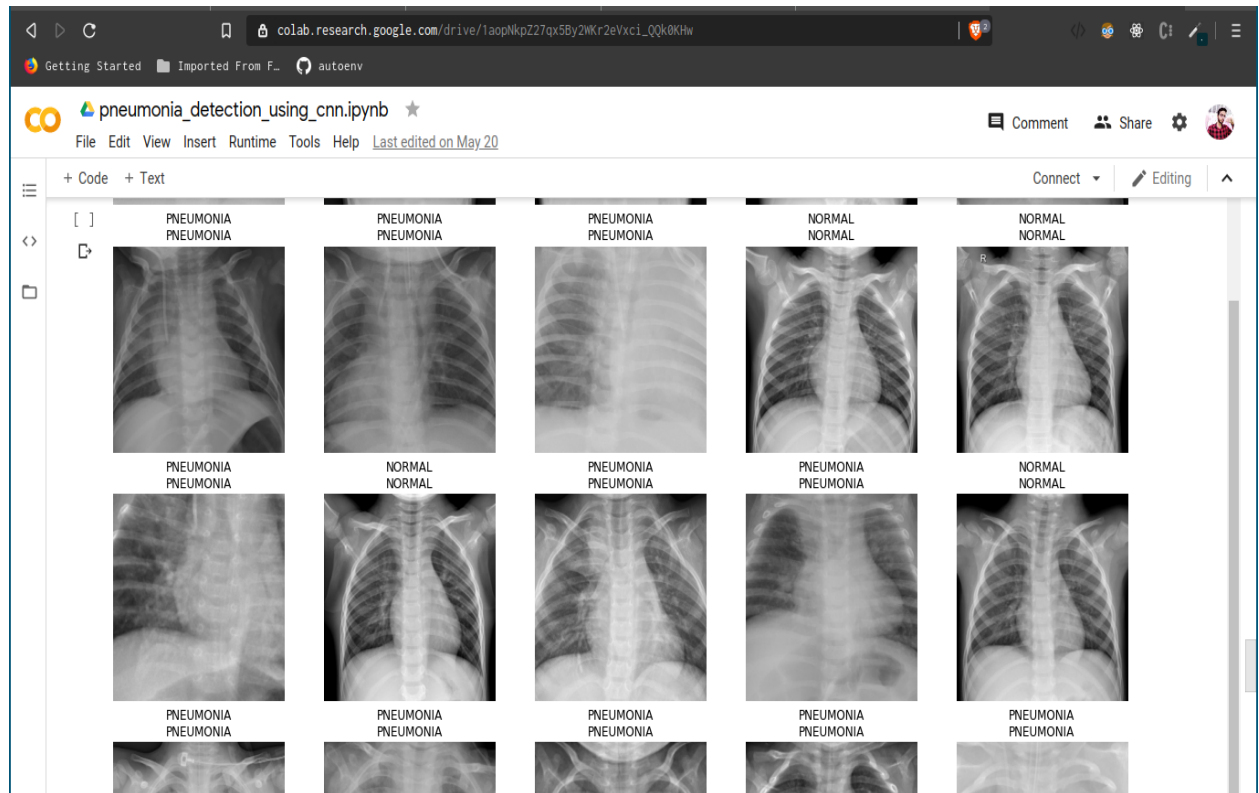 colab.research.google.com/drive/1aopNkpZ27qx5By2WKr2eVxci_QQk0KHw
2
Getting Started Imported From F… autoenv
CO pneumonia_detection_using_cnn.ipynb
Comment Share
File Edit View Insert Runtime Tools Help Last edited on May 20
+ Code + Text Connect Editing
[ ] PNEUMONIA PNEUMONIA PNEUMONIA NORMAL NORMAL
PNEUMONIA PNEUMONIA PNEUMONIA NORMAL NORMAL
R
PNEUMONIA NORMAL PNEUMONIA PNEUMONIA NORMAL
PNEUMONIA NORMAL PNEUMONIA PNEUMONIA NORMAL
PNEUMONIA PNEUMONIA PNEUMONIA PNEUMONIA PNEUMONIA
PNEUMONIA PNEUMONIA PNEUMONIA PNEUMONIA PNEUMONIA